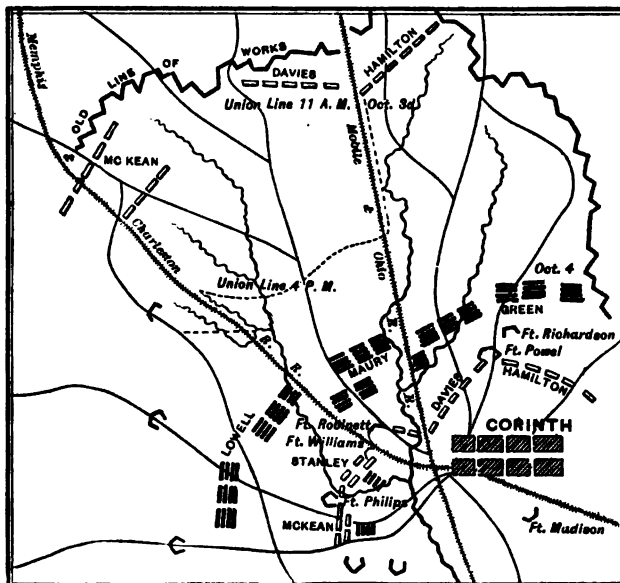 Memphis
&
Charleston
R.
R.
OLD LINE OF WORKS
DAVIES
HAMILTON
Union Line 11 A.M. Oct. 3d
Mobile
&
Ohio
R.
R.
MC KEAN
Union Line 4 P.M.
Oct. 4
GREEN
Ft. Richardson
Ft. Powel
HAMILTON
MAURY
DAVIES
LOWELL
Ft. Robinett
Ft. Williams
CORINTH
STANLEY
Ft. Philips
MCKEAN
Ft. Madison